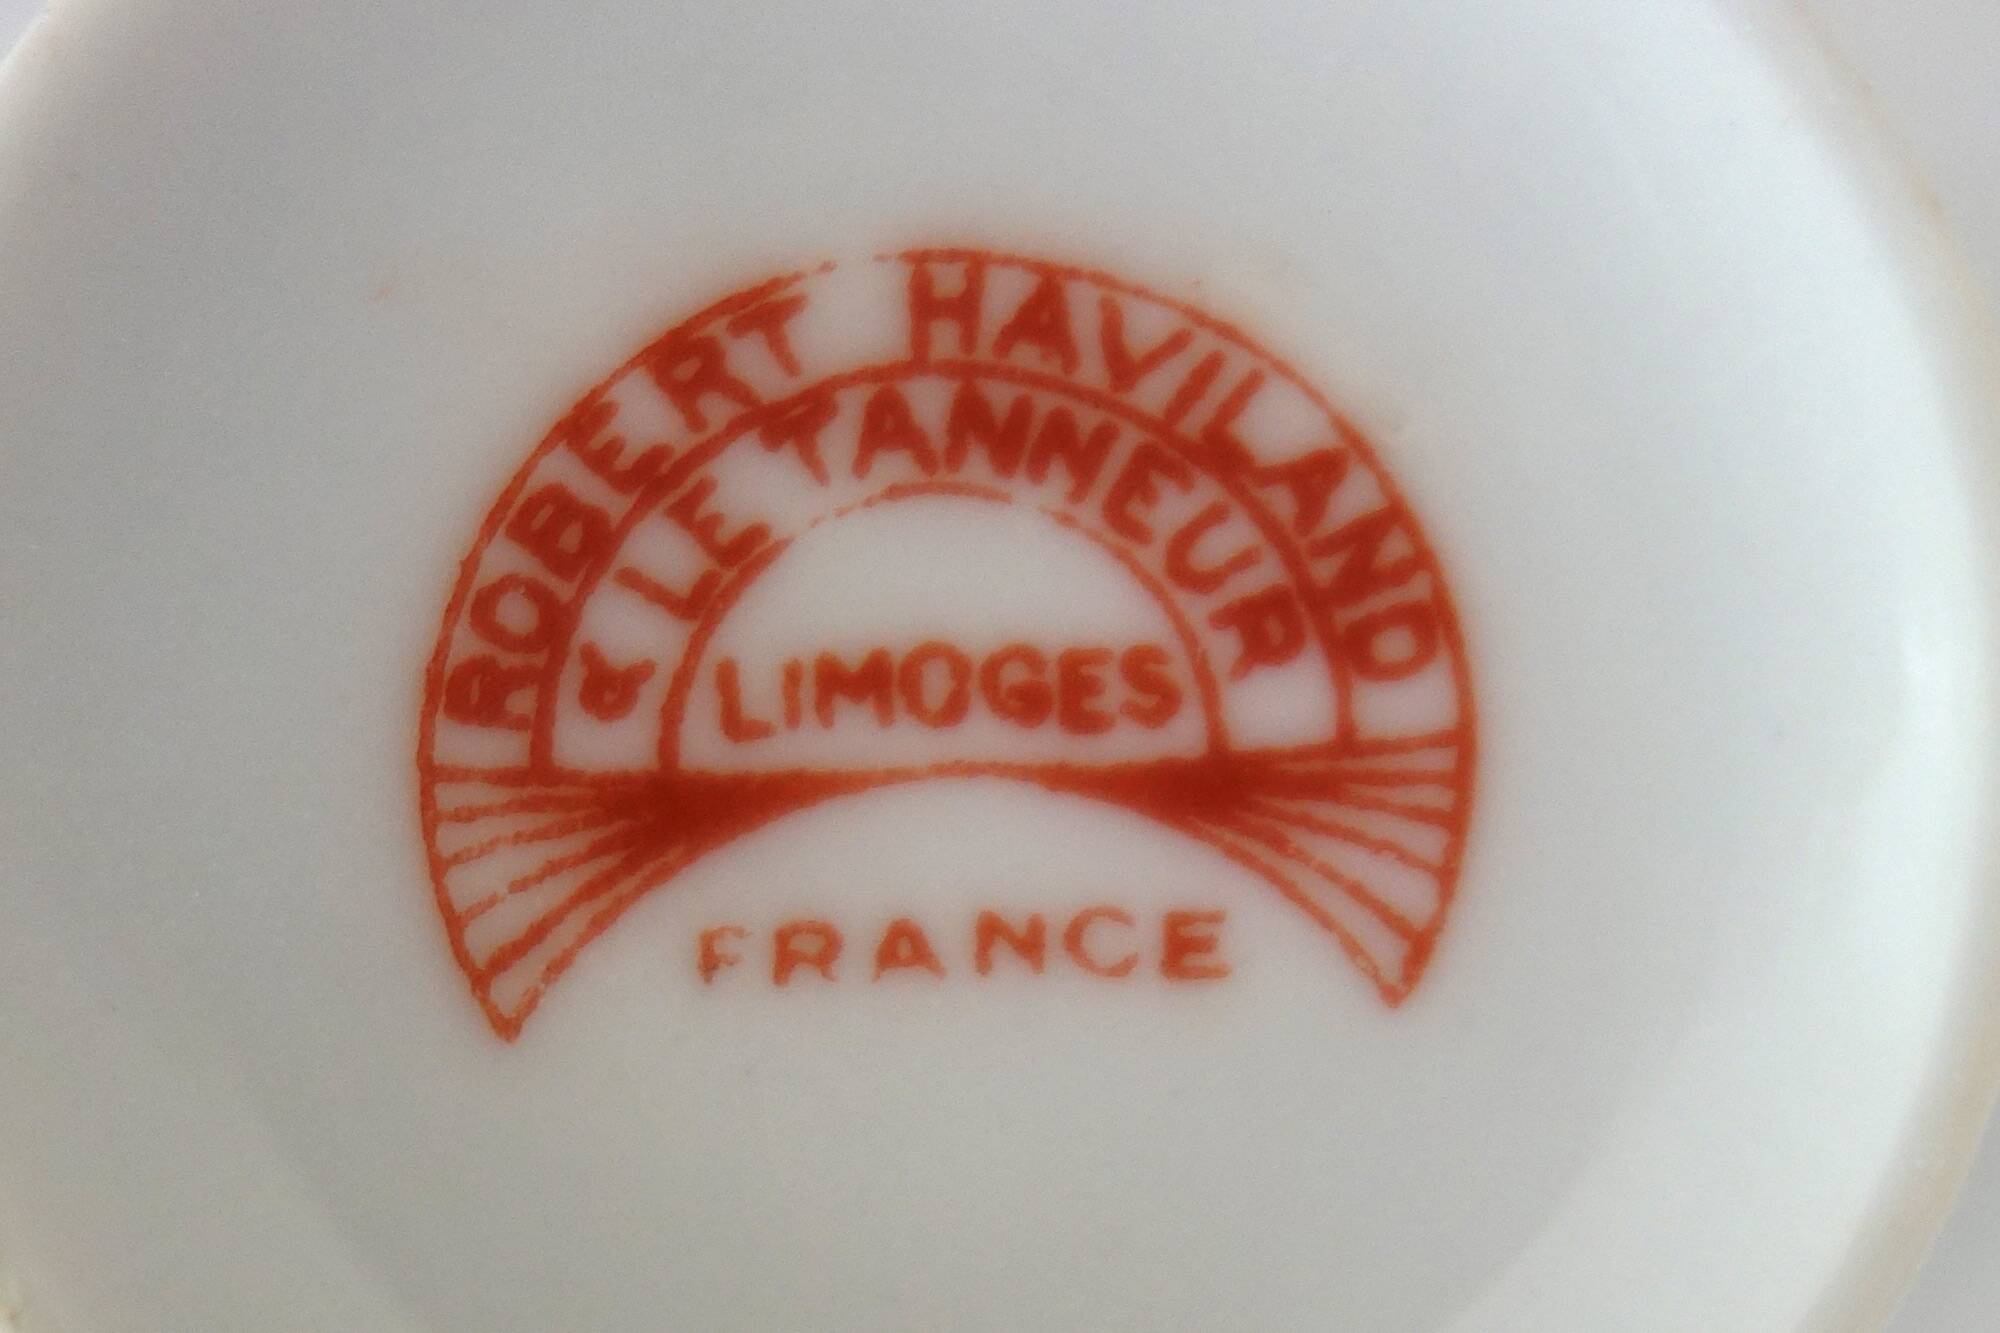 ROBERT HAVILAND
& LE TANNEUR
LIMOGES
FRANCE